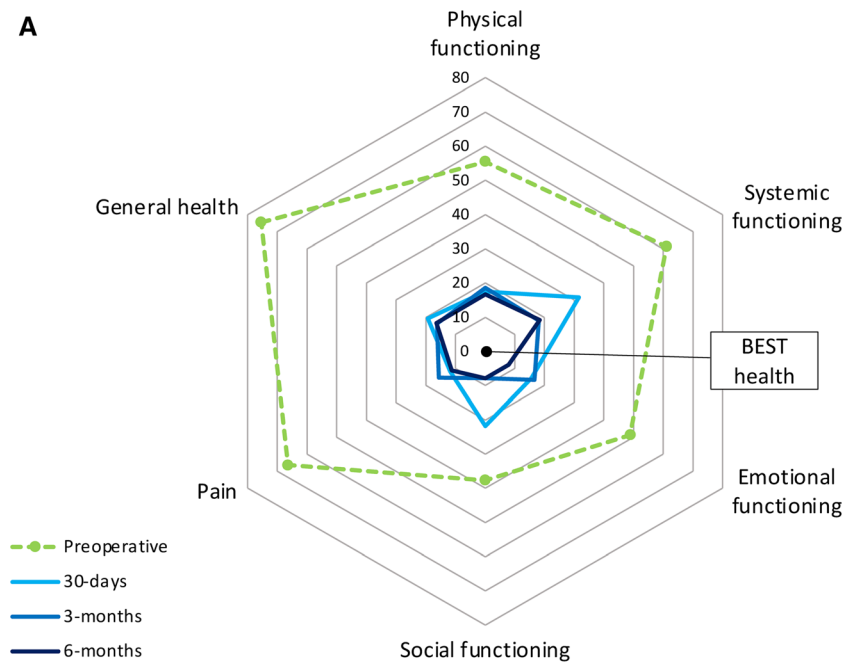 A
Physical
functioning
80
70
60
50
40
30
20
10
0
General health
Systemic
functioning
BEST
health
Pain
Emotional
functioning
Social functioning
Preoperative
30-days
3-months
6-months